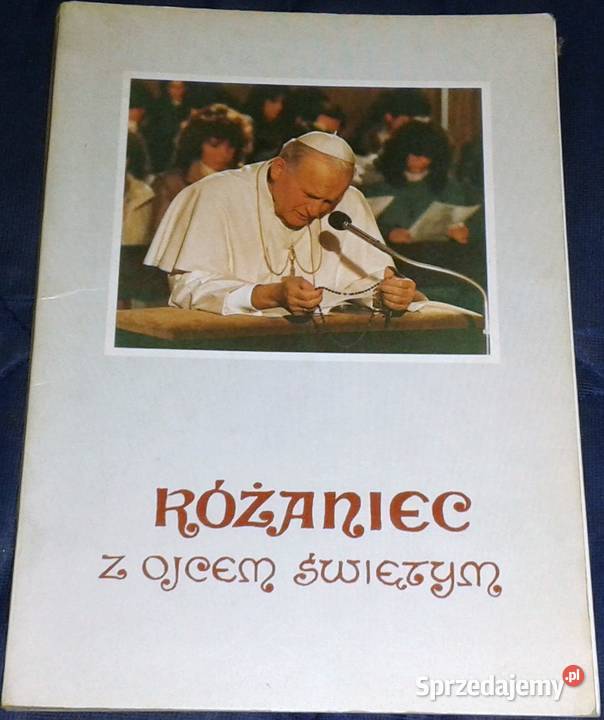 RÓŻANIEC
Z OJCEM ŚWIĘTYM
Sprzedajemy.pl